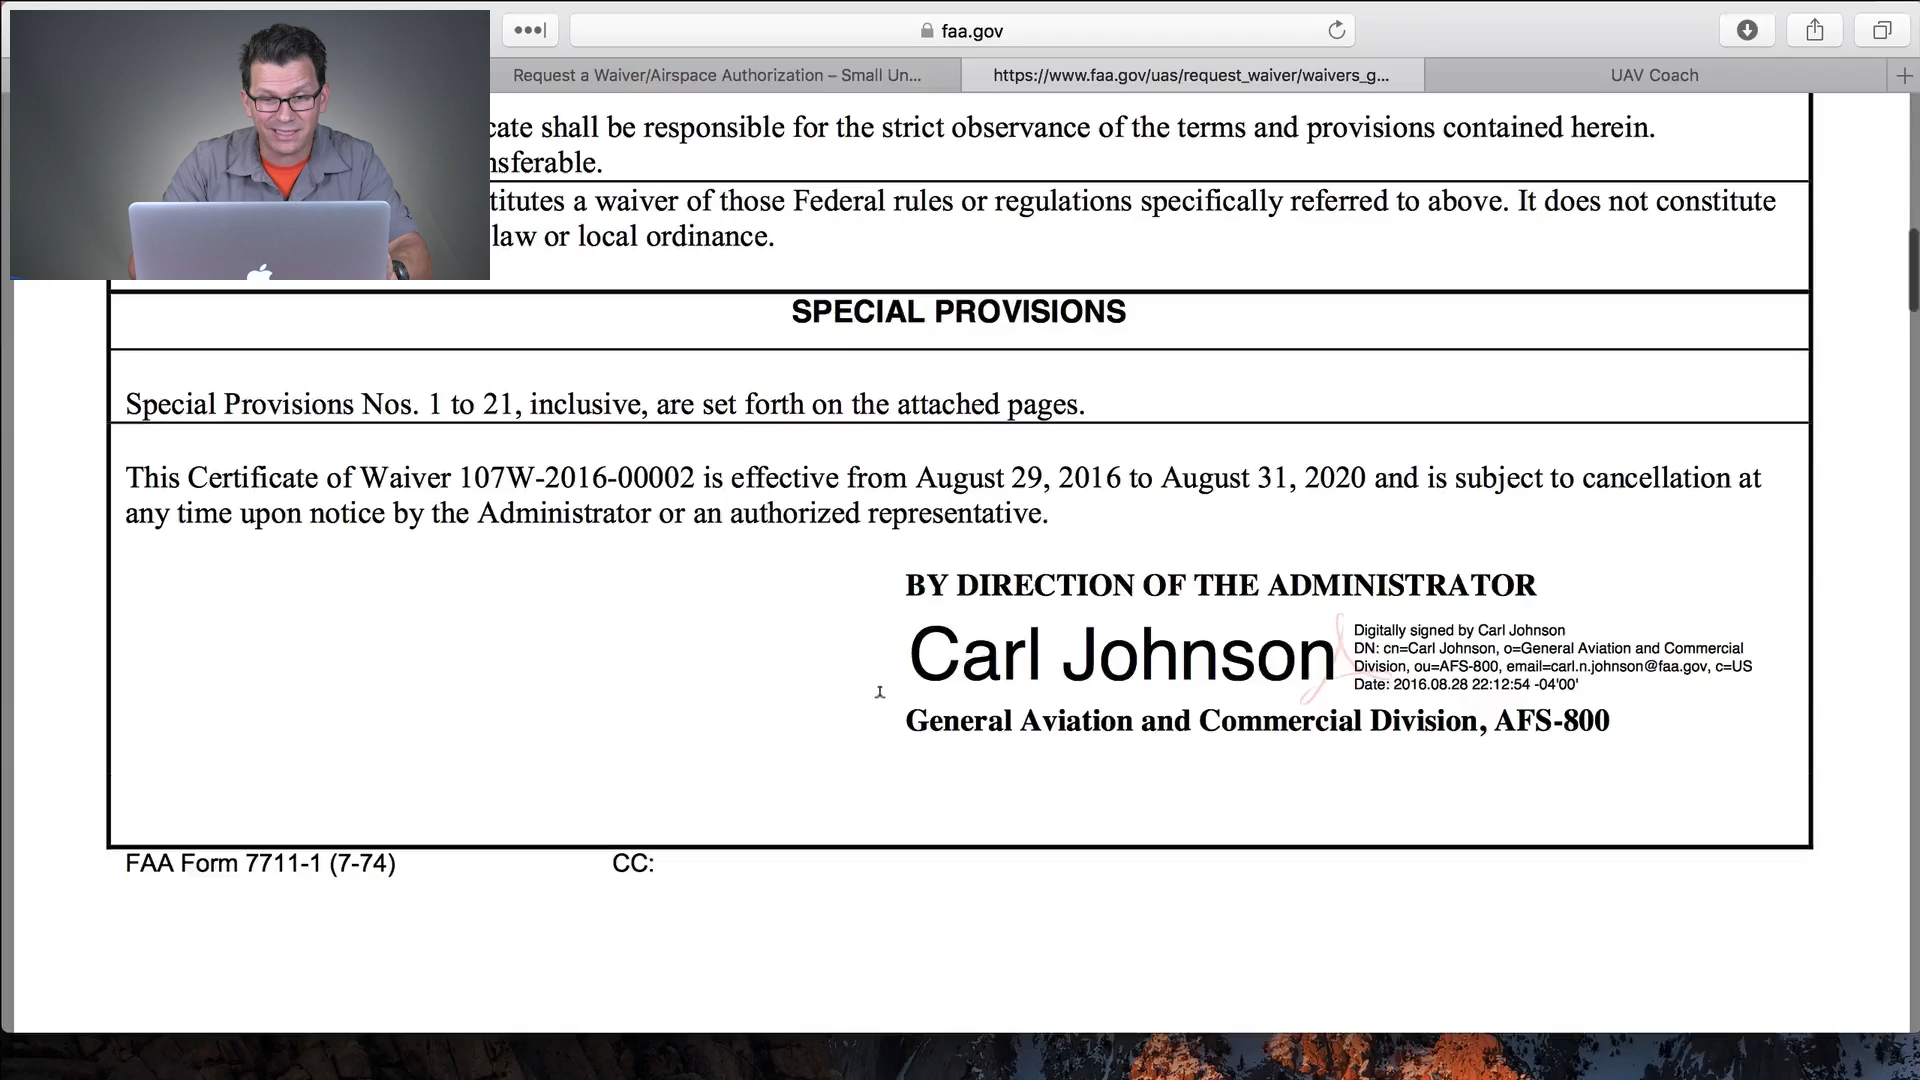 faa.gov
Request a Waiver/Airspace Authorization – Small Un...
https://www.faa.gov/uas/request_waiver/waivers_g...
UAV Coach
cate shall be responsible for the strict observance of the terms and provisions contained herein.
nsferable.
titutes a waiver of those Federal rules or regulations specifically referred to above. It does not constitute
law or local ordinance.
SPECIAL PROVISIONS
Special Provisions Nos. 1 to 21, inclusive, are set forth on the attached pages.
This Certificate of Waiver 107W-2016-00002 is effective from August 29, 2016 to August 31, 2020 and is subject to cancellation at
any time upon notice by the Administrator or an authorized representative.
BY DIRECTION OF THE ADMINISTRATOR
Carl Johnson
Digitally signed by Carl Johnson
DN: cn=Carl Johnson, o=General Aviation and Commercial
Division, ou=AFS-800, email=carl.n.johnson@faa.gov, c=US
Date: 2016.08.28 22:12:54 -04'00'
General Aviation and Commercial Division, AFS-800
FAA Form 7711-1 (7-74)
CC: